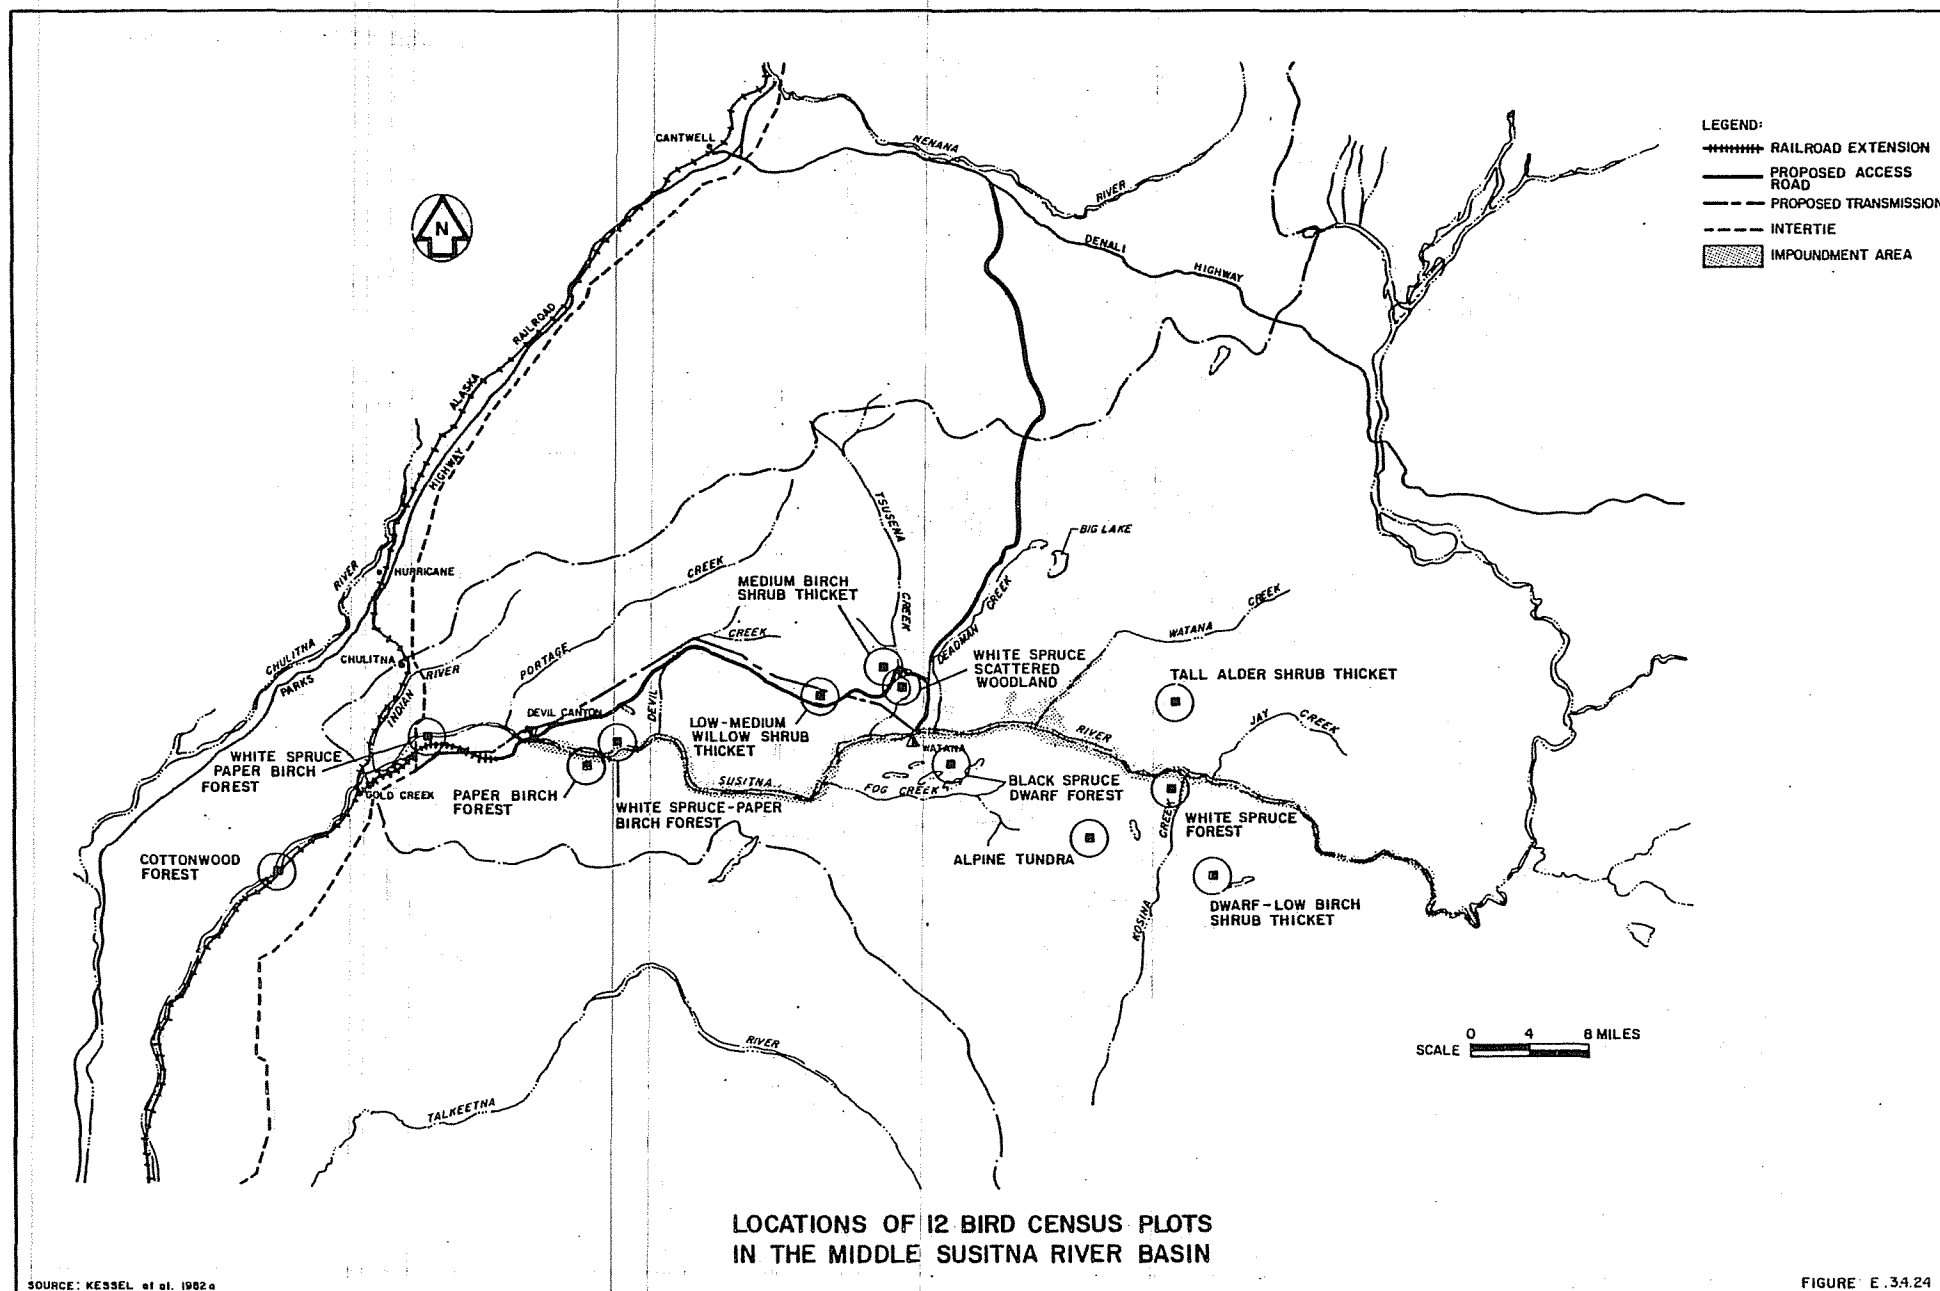 LEGEND:
RAILROAD EXTENSION
PROPOSED ACCESS
ROAD
PROPOSED TRANSMISSION
INTERTIE
IMPOUNDMENT AREA
CANTWELL
NENANA
RIVER
N
DENALI
HIGHWAY
RAILROAD
ALASKA
HIGHWAY
TSUSENA
CREEK
BIG LAKE
RIVER
HURRICANE
CREEK
MEDIUM BIRCH
SHRUB THICKET
DEADMAN
CREEK
WATANA
CREEK
CHULITNA
PARKS
CHULITNA
RIVER
INDIAN
PORTAGE
CREEK
WHITE SPRUCE
SCATTERED
WOODLAND
TALL ALDER SHRUB THICKET
DEVIL CANYON
DEVIL
LOW-MEDIUM
WILLOW SHRUB
THICKET
WATANA
RIVER
JAY
CREEK
WHITE SPRUCE
PAPER BIRCH
FOREST
GOLD CREEK
PAPER BIRCH
FOREST
WHITE SPRUCE-PAPER
BIRCH FOREST
SUSITNA
FOG CREEK
BLACK SPRUCE
DWARF FOREST
CREEK
WHITE SPRUCE
FOREST
COTTONWOOD
FOREST
ALPINE TUNDRA
KOSINA
DWARF-LOW BIRCH
SHRUB THICKET
SCALE
0 4 8 MILES
RIVER
TALKEETNA
LOCATIONS OF 12 BIRD CENSUS PLOTS
IN THE MIDDLE SUSITNA RIVER BASIN
SOURCE: KESSEL et al. 1982a
FIGURE E.3.4.24